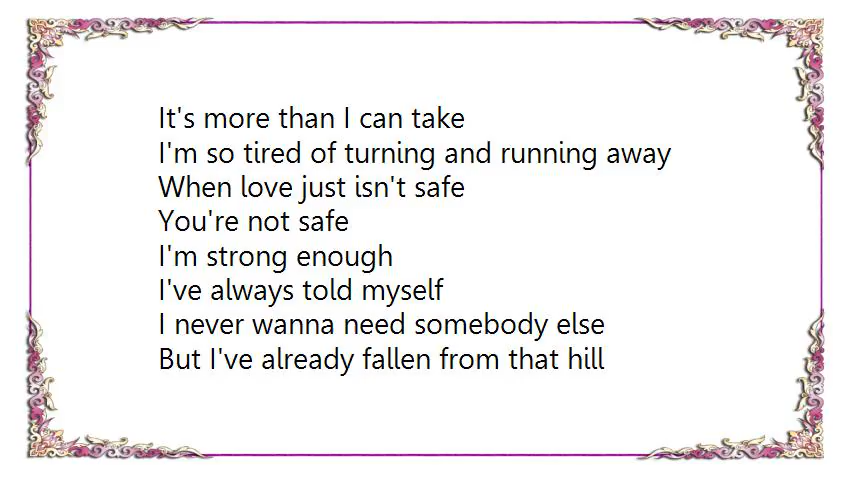 It's more than I can take
I'm so tired of turning and running away
When love just isn't safe
You're not safe
I'm strong enough
I've always told myself
I never wanna need somebody else
But I've already fallen from that hill